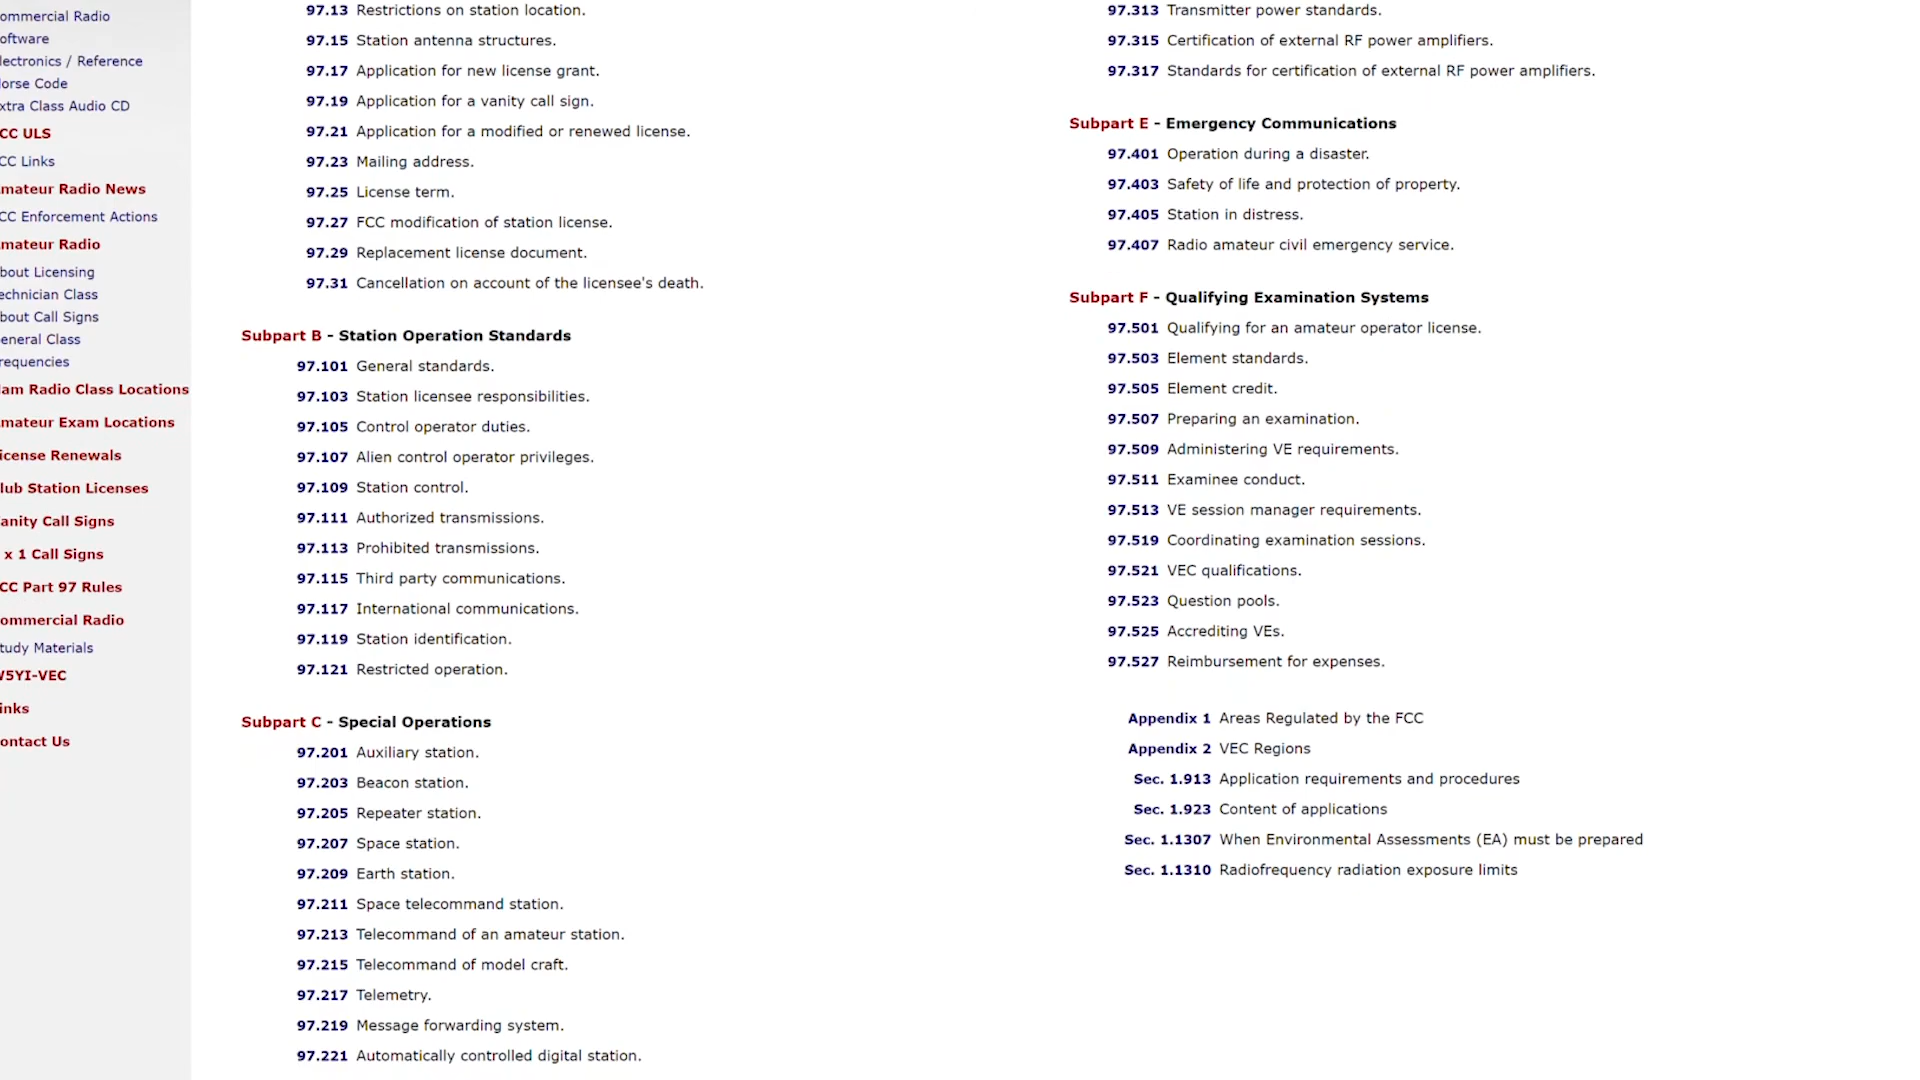 ommercial Radio
oftware
lectronics / Reference
orse Code
xtra Class Audio CD
CC ULS
CC Links
mateur Radio News
CC Enforcement Actions
mateur Radio
bout Licensing
echnician Class
bout Call Signs
eneral Class
requencies
am Radio Class Locations
mateur Exam Locations
icense Renewals
lub Station Licenses
anity Call Signs
x 1 Call Signs
CC Part 97 Rules
ommercial Radio
tudy Materials
W5YI-VEC
inks
ontact Us
97.13 Restrictions on station location.
97.15 Station antenna structures.
97.17 Application for new license grant.
97.19 Application for a vanity call sign.
97.21 Application for a modified or renewed license.
97.23 Mailing address.
97.25 License term.
97.27 FCC modification of station license.
97.29 Replacement license document.
97.31 Cancellation on account of the licensee's death.
Subpart B - Station Operation Standards
97.101 General standards.
97.103 Station licensee responsibilities.
97.105 Control operator duties.
97.107 Alien control operator privileges.
97.109 Station control.
97.111 Authorized transmissions.
97.113 Prohibited transmissions.
97.115 Third party communications.
97.117 International communications.
97.119 Station identification.
97.121 Restricted operation.
Subpart C - Special Operations
97.201 Auxiliary station.
97.203 Beacon station.
97.205 Repeater station.
97.207 Space station.
97.209 Earth station.
97.211 Space telecommand station.
97.213 Telecommand of an amateur station.
97.215 Telecommand of model craft.
97.217 Telemetry.
97.219 Message forwarding system.
97.221 Automatically controlled digital station.
97.313 Transmitter power standards.
97.315 Certification of external RF power amplifiers.
97.317 Standards for certification of external RF power amplifiers.
Subpart E - Emergency Communications
97.401 Operation during a disaster.
97.403 Safety of life and protection of property.
97.405 Station in distress.
97.407 Radio amateur civil emergency service.
Subpart F - Qualifying Examination Systems
97.501 Qualifying for an amateur operator license.
97.503 Element standards.
97.505 Element credit.
97.507 Preparing an examination.
97.509 Administering VE requirements.
97.511 Examinee conduct.
97.513 VE session manager requirements.
97.519 Coordinating examination sessions.
97.521 VEC qualifications.
97.523 Question pools.
97.525 Accrediting VEs.
97.527 Reimbursement for expenses.
Appendix 1 Areas Regulated by the FCC
Appendix 2 VEC Regions
Sec. 1.913 Application requirements and procedures
Sec. 1.923 Content of applications
Sec. 1.1307 When Environmental Assessments (EA) must be prepared
Sec. 1.1310 Radiofrequency radiation exposure limits